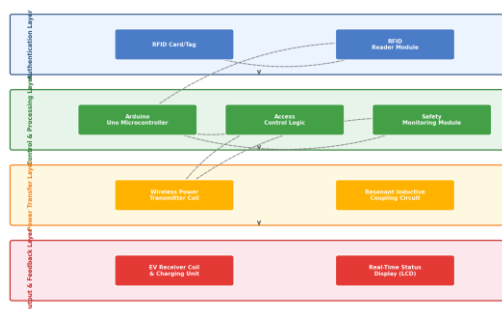 Authentication Layer
RFID Card/Tag
RFID
Reader Module
Control & Processing Layer
Arduino
Uno Microcontroller
Access
Control Logic
Safety
Monitoring Module
Power Transfer Layer
Wireless Power
Transmitter Coil
Resonant Inductive
Coupling Circuit
Output & Feedback Layer
EV Receiver Coil
& Charging Unit
Real-Time Status
Display (LCD)